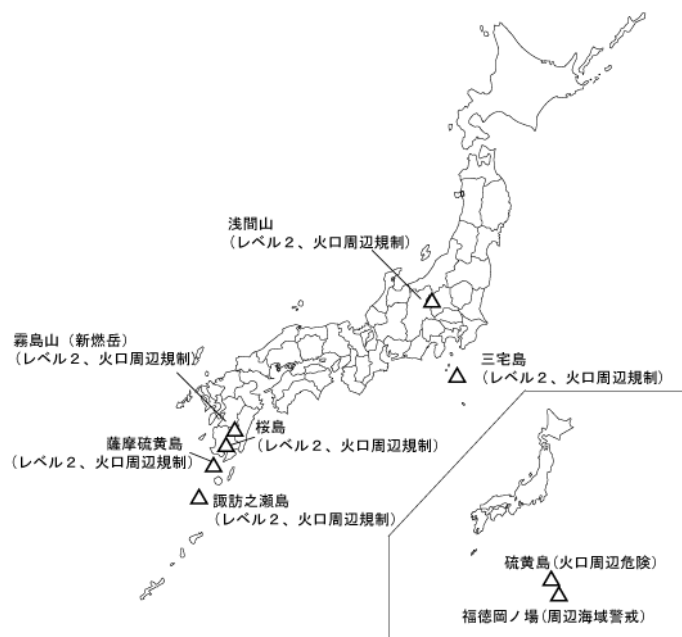 浅間山
(レベル２、火口周辺規制)
霧島山（新燃岳）
(レベル２、火口周辺規制)
三宅島
(レベル２、火口周辺規制)
桜島
(レベル２、火口周辺規制)
薩摩硫黄島
(レベル２、火口周辺規制)
諏訪之瀬島
(レベル２、火口周辺規制)
硫黄島(火口周辺危険)
福徳岡ノ場(周辺海域警戒)